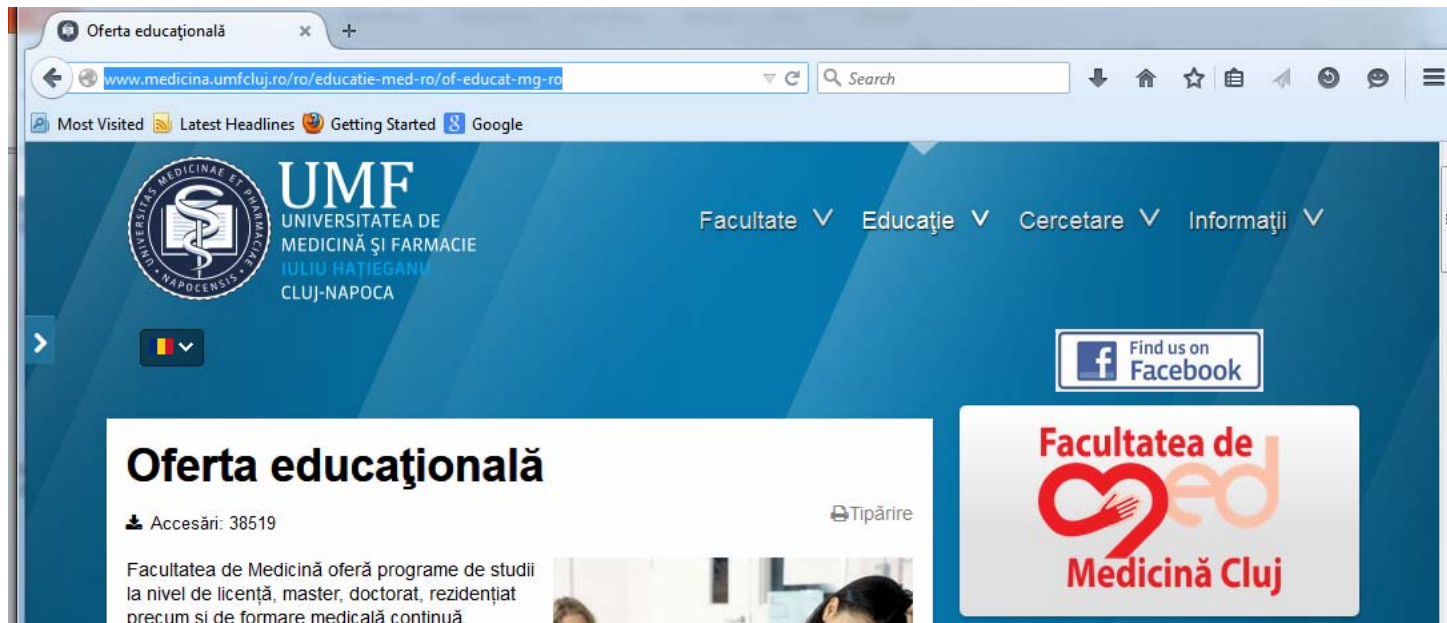 Oferta educaţională
www.medicina.umfcluj.ro/ro/educatie-med-ro/of-educat-mg-ro
Search
Most Visited Latest Headlines Getting Started Google
UNIVERSITAS MEDICINAE ET PHARMACIAE NAPOCENSIS
UMF
UNIVERSITATEA DE
MEDICINĂ ŞI FARMACIE
IULIU HAŢIEGANU
CLUJ-NAPOCA
Facultate Educaţie Cercetare Informaţii
Find us on
Facebook
Oferta educaţională
Accesări: 38519
Tipărire
Facultatea de Medicină oferă programe de studii
la nivel de licență, master, doctorat, rezidențiat
precum și de formare medicală continuă
Facultatea de
med
Medicină Cluj